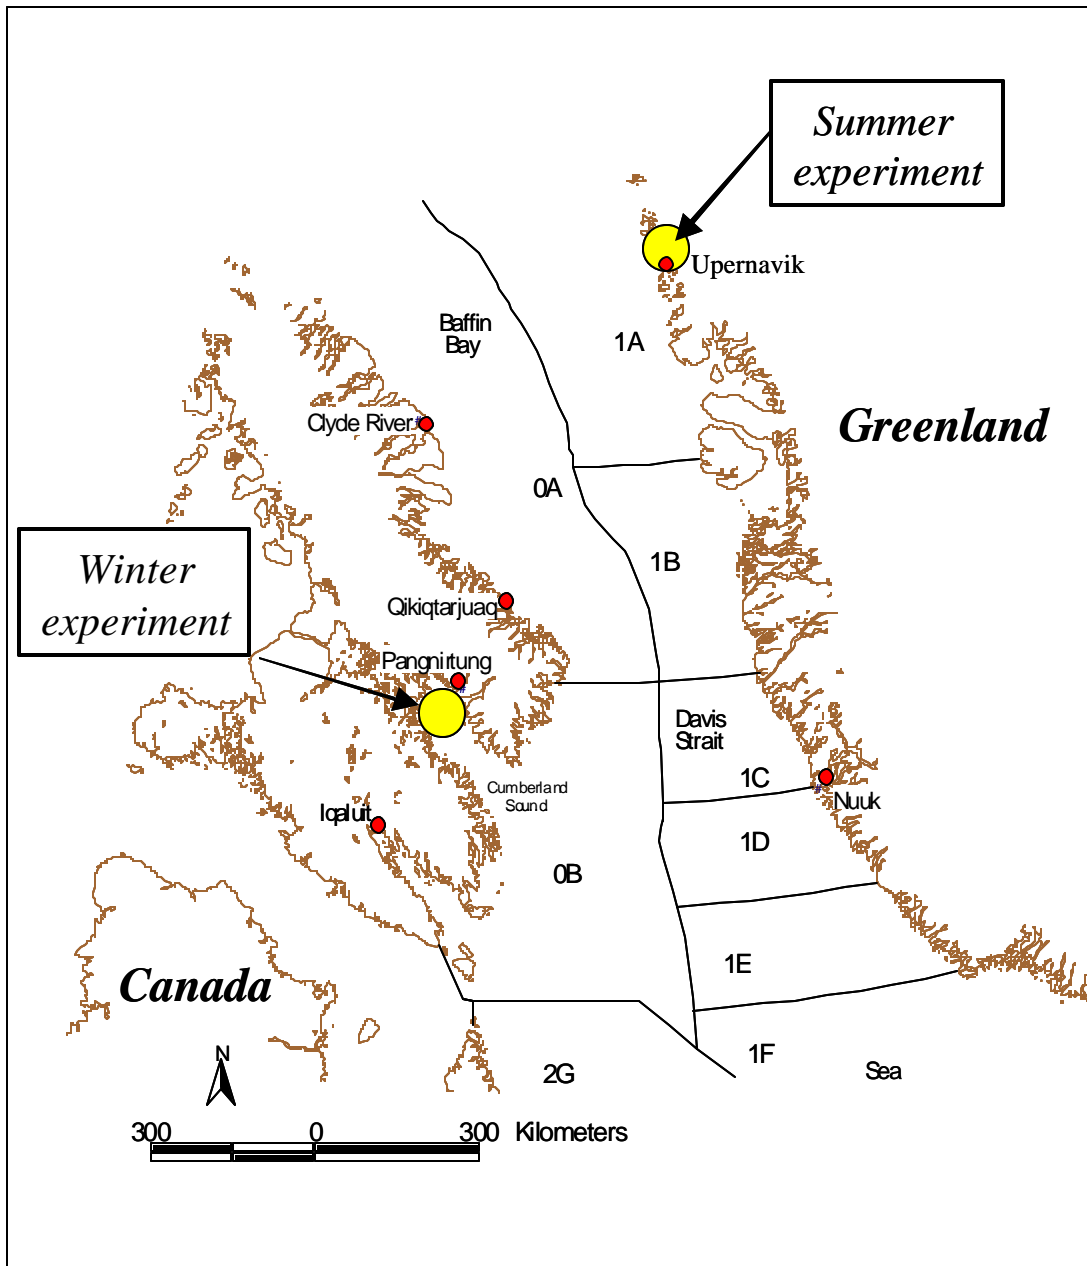 Summer
experiment
Upernavik
Baffin
Bay
1A
Greenland
Clyde River
0A
Winter
experiment
1B
Qikiqtarjuaq
Pangnirtung
Davis
Strait
1C
Cumberland
Sound
Nuuk
Iqaluit
1D
0B
1E
Canada
N
1F
Sea
2G
300 0 300 Kilometers